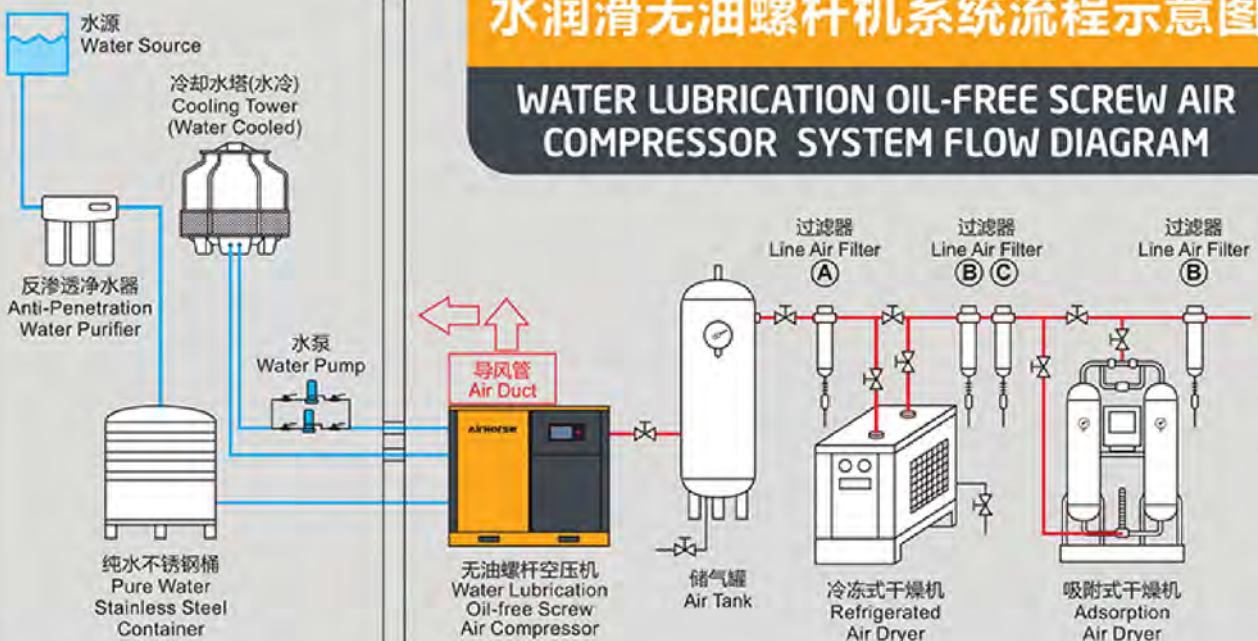 水源
Water Source
水润滑无油螺杆机系统流程示意图
WATER LUBRICATION OIL-FREE SCREW AIR
COMPRESSOR SYSTEM FLOW DIAGRAM
冷却水塔(水冷)
Cooling Tower
(Water Cooled)
反渗透净水器
Anti-Penetration
Water Purifier
水泵
Water Pump
导风管
Air Duct
过滤器
Line Air Filter
A
过滤器
Line Air Filter
B C
过滤器
Line Air Filter
B
AirHorse
纯水不锈钢桶
Pure Water
Stainless Steel
Container
无油螺杆空压机
Water Lubrication
Oil-free Screw
Air Compressor
储气罐
Air Tank
冷冻式干燥机
Refrigerated
Air Dryer
吸附式干燥机
Adsorption
Air Dryer